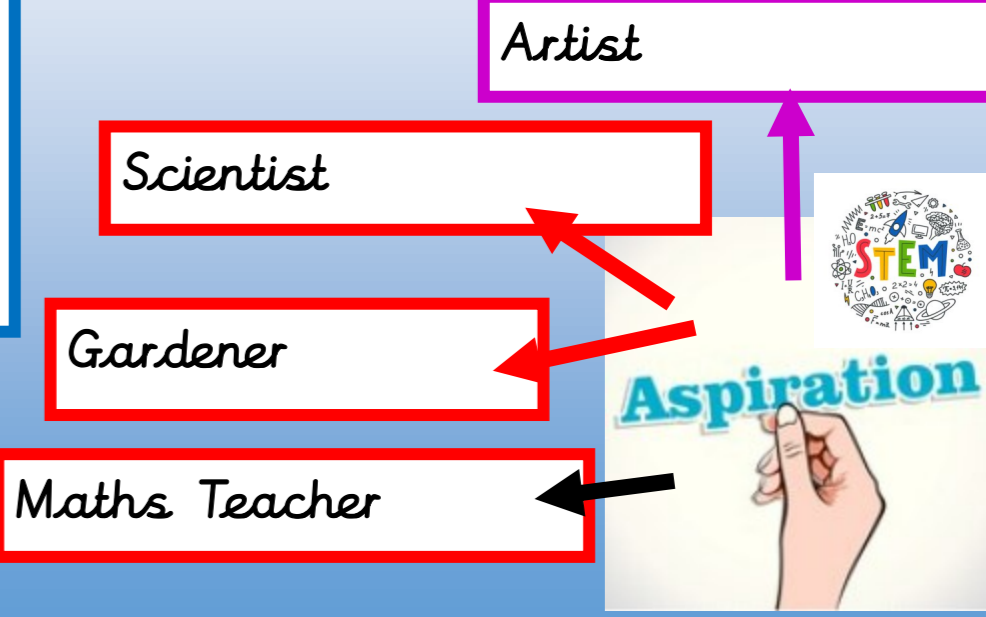 Artist
Scientist
STEM
Gardener
Aspiration
Maths Teacher